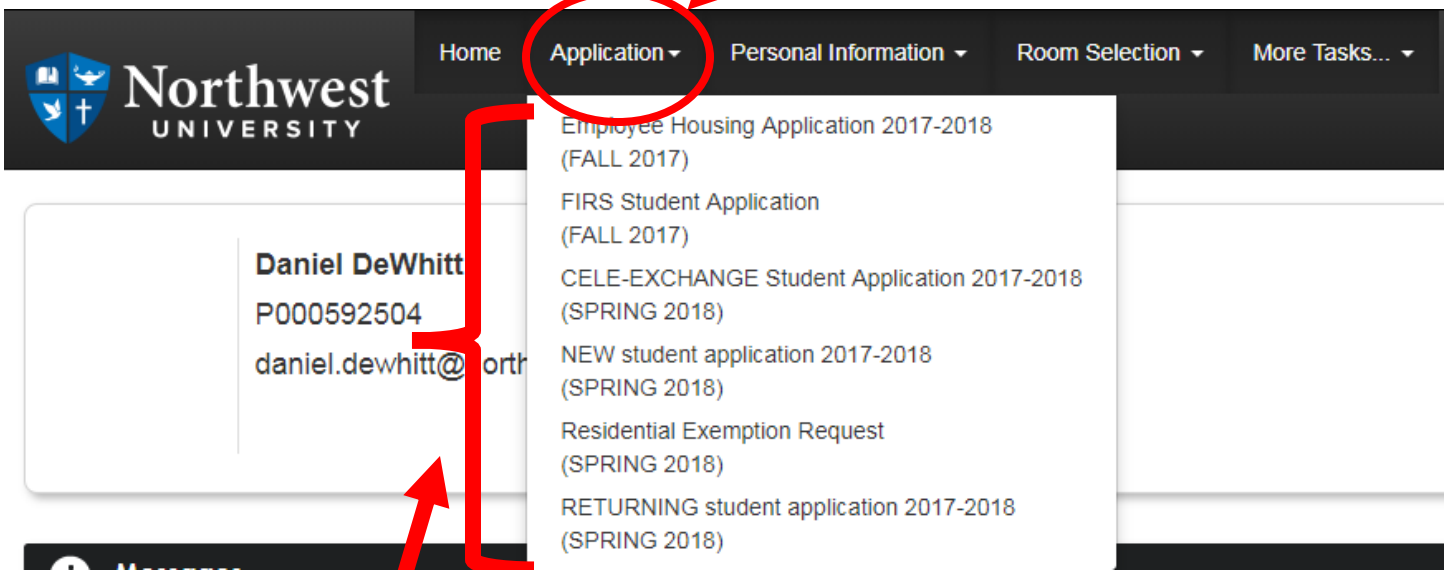 Northwest
UNIVERSITY
Home Application Personal Information Room Selection More Tasks...
Employee Housing Application 2017-2018
(FALL 2017)
FIRS Student Application
(FALL 2017)
CELE-EXCHANGE Student Application 2017-2018
(SPRING 2018)
NEW student application 2017-2018
(SPRING 2018)
Residential Exemption Request
(SPRING 2018)
RETURNING student application 2017-2018
(SPRING 2018)
Daniel DeWhitt
P000592504
daniel.dewhitt@
Messages